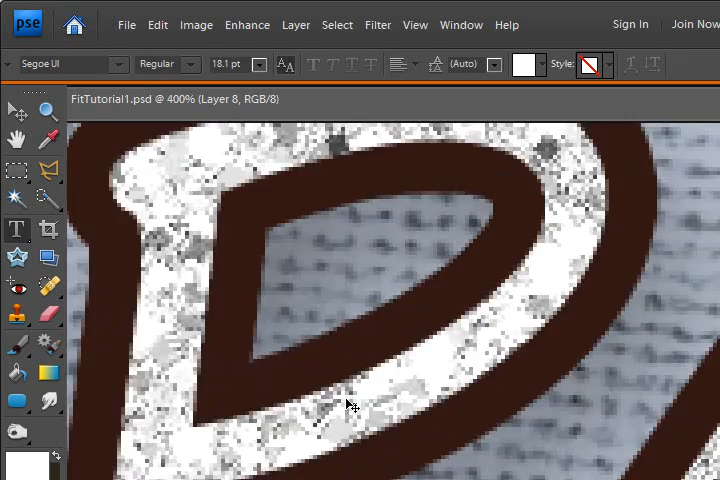 pse File Edit Image Enhance Layer Select Filter View Window Help Sign In Join Now
Segoe UI Regular 18.1 pt (Auto) Style:
FitTutorial1.psd @ 400% (Layer 8, RGB/8)